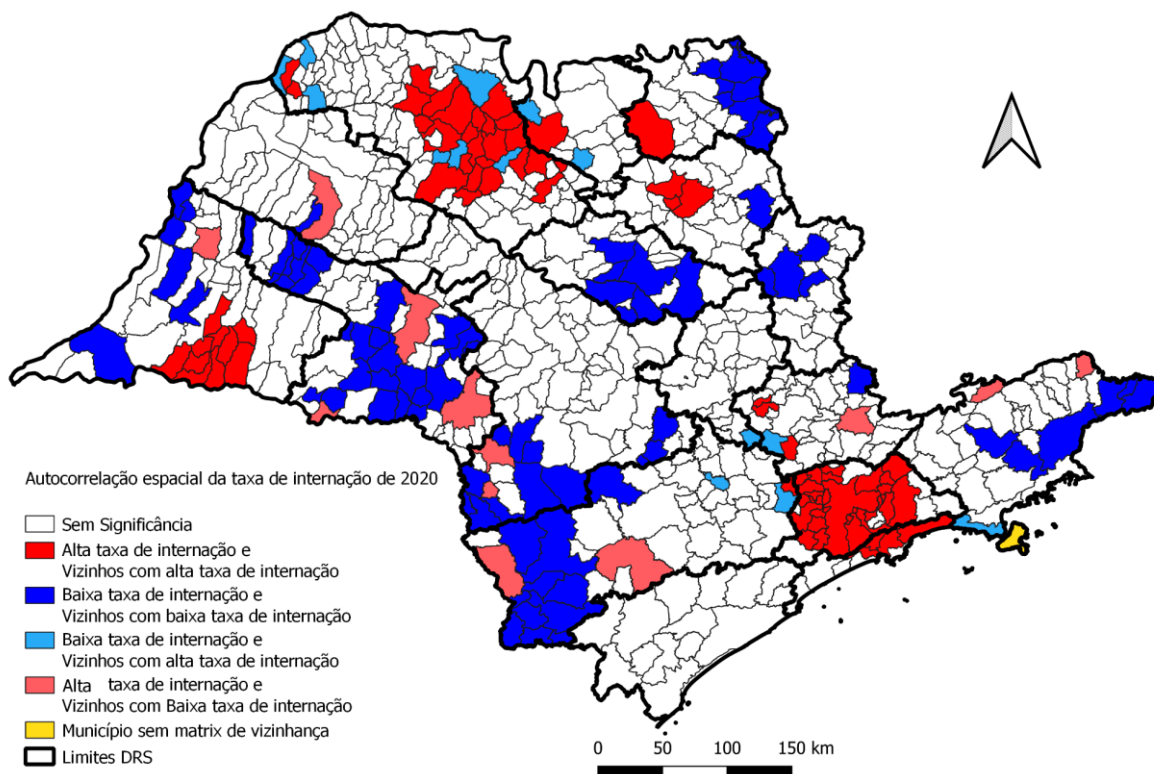 Autocorrelação espacial da taxa de internação de 2020
Sem Significância
Alta taxa de internação e
Vizinhos com alta taxa de internação
Baixa taxa de internação e
Vizinhos com baixa taxa de internação
Baixa taxa de internação e
Vizinhos com alta taxa de internação
Alta taxa de internação e
Vizinhos com Baixa taxa de internação
Município sem matrix de vizinhança
Limites DRS
0 50 100 150 km